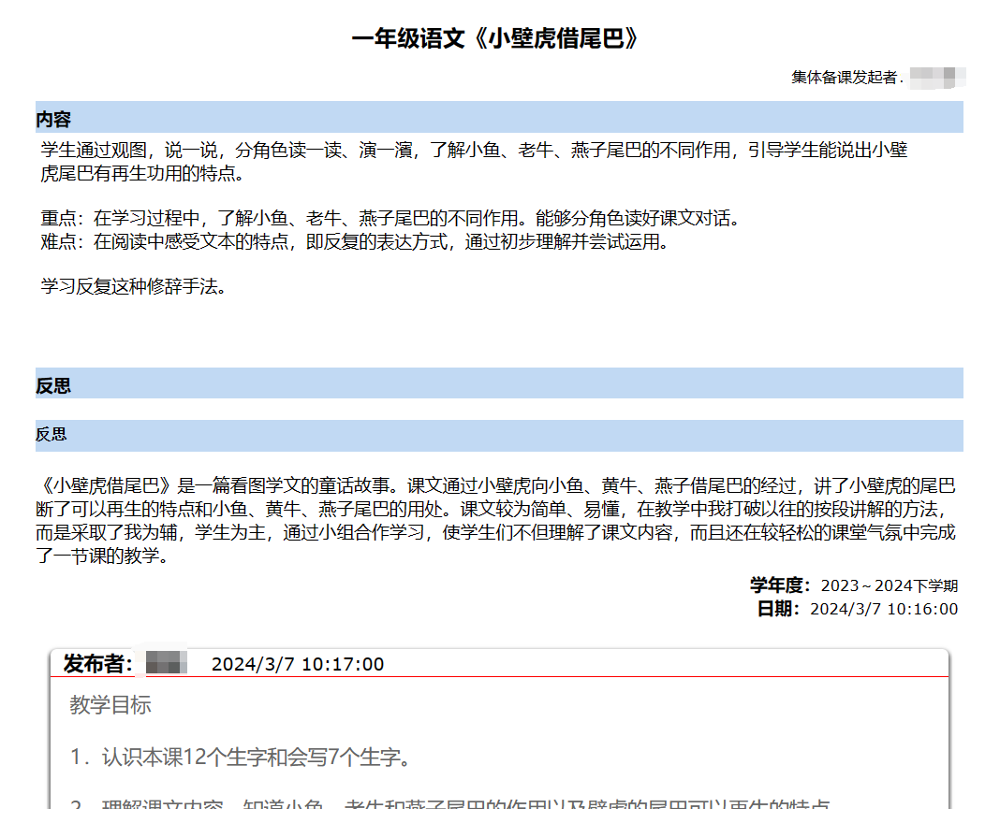 一年级语文《小壁虎借尾巴》
集体备课发起者.
内容
学生通过观图，说一说，分角色读一读、演一濱，了解小鱼、老牛、燕子尾巴的不同作用，引导学生能说出小壁
虎尾巴有再生功用的特点。
重点：在学习过程中，了解小鱼、老牛、燕子尾巴的不同作用。能够分角色读好课文对话。
难点：在阅读中感受文本的特点，即反复的表达方式，通过初步理解并尝试运用。
学习反复这种修辞手法。
反思
反思
《小壁虎借尾巴》是一篇看图学文的童话故事。课文通过小壁虎向小鱼、黄牛、燕子借尾巴的经过，讲了小壁虎的尾巴
断了可以再生的特点和小鱼、黄牛、燕子尾巴的用处。课文较为简单、易懂，在教学中我打破以往的按段讲解的方法，
而是采取了我为辅，学生为主，通过小组合作学习，使学生们不但理解了课文内容，而且还在较轻松的课堂气氛中完成
了一节课的教学。
学年度：2023～2024下学期
日期：2024/3/7 10:16:00
发布者： 2024/3/7 10:17:00
教学目标
1．认识本课12个生字和会写7个生字。
2．理解课文内容，知道小鱼、老牛和燕子尾巴的作用以及壁虎的尾巴可以再生的特点